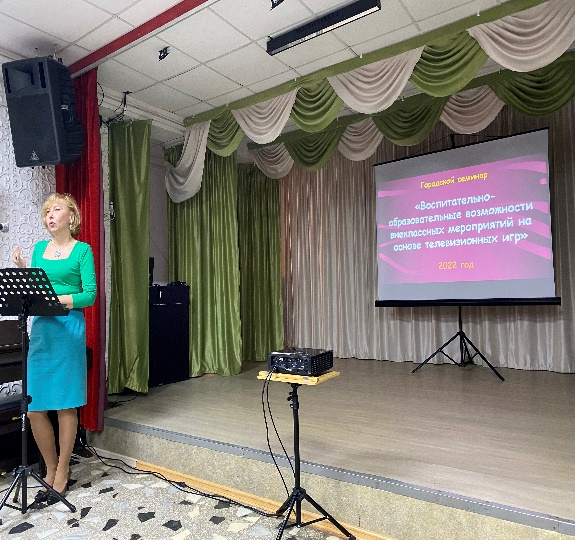 Городской семинар
«Воспитательно-
образовательные возможности
внеклассных мероприятий на
основе телевизионных игр»
2022 год